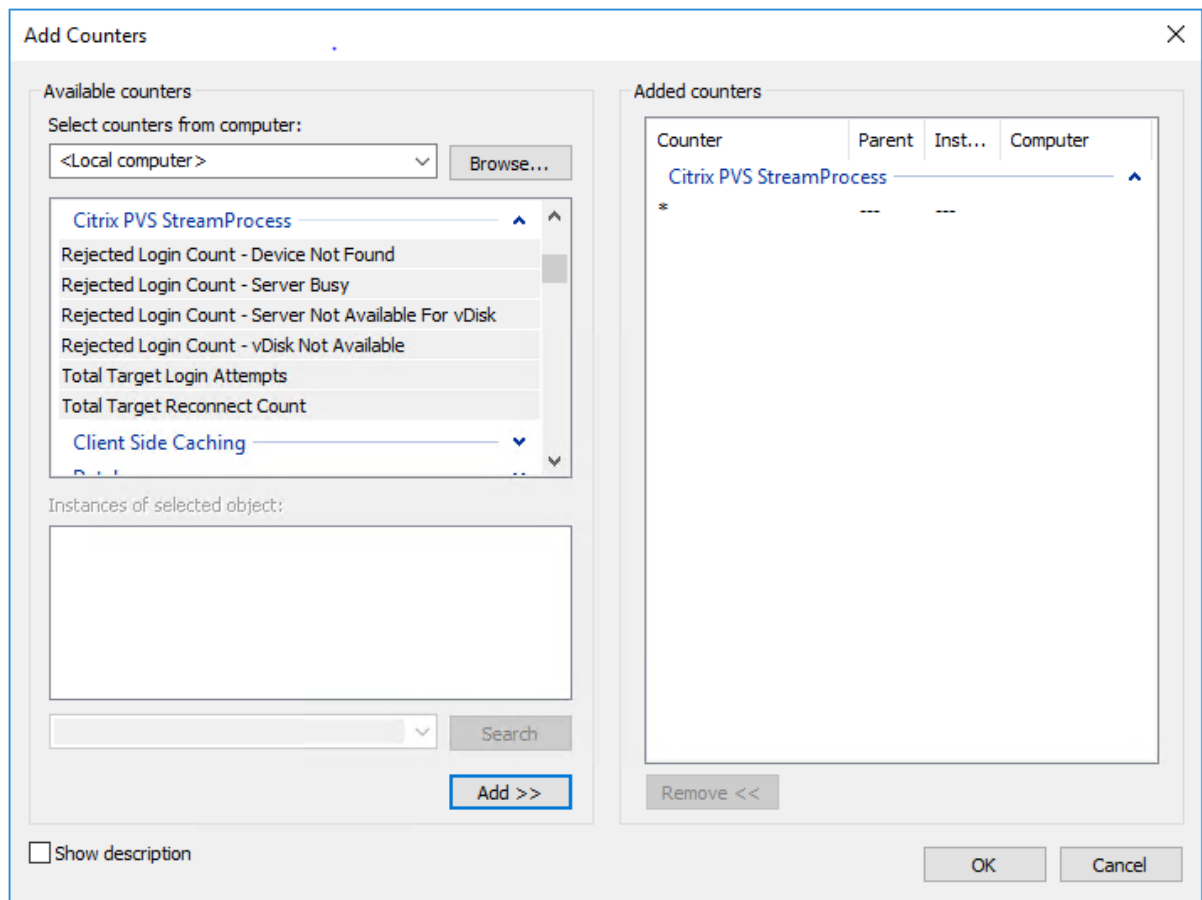 Add Counters
Available counters
Select counters from computer:
<Local computer>
Browse...
Citrix PVS StreamProcess
Rejected Login Count - Device Not Found
Rejected Login Count - Server Busy
Rejected Login Count - Server Not Available For vDisk
Rejected Login Count - vDisk Not Available
Total Target Login Attempts
Total Target Reconnect Count
Client Side Caching
Instances of selected object:
Search
Add >>
Show description
Added counters
Counter Parent Inst... Computer
Citrix PVS StreamProcess
* --- ---
Remove <<
OK
Cancel